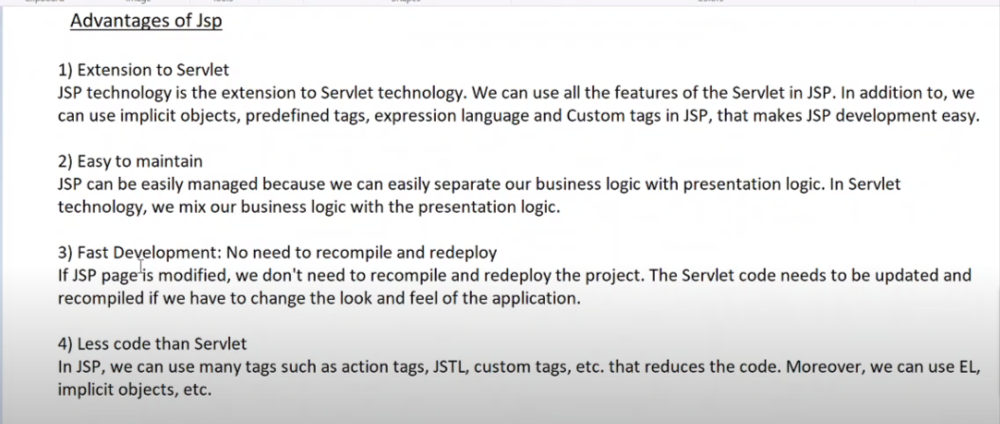 Advantages of Jsp
1) Extension to Servlet
JSP technology is the extension to Servlet technology. We can use all the features of the Servlet in JSP. In addition to, we
can use implicit objects, predefined tags, expression language and Custom tags in JSP, that makes JSP development easy.
2) Easy to maintain
JSP can be easily managed because we can easily separate our business logic with presentation logic. In Servlet
technology, we mix our business logic with the presentation logic.
3) Fast Development: No need to recompile and redeploy
If JSP page is modified, we don't need to recompile and redeploy the project. The Servlet code needs to be updated and
recompiled if we have to change the look and feel of the application.
4) Less code than Servlet
In JSP, we can use many tags such as action tags, JSTL, custom tags, etc. that reduces the code. Moreover, we can use EL,
implicit objects, etc.